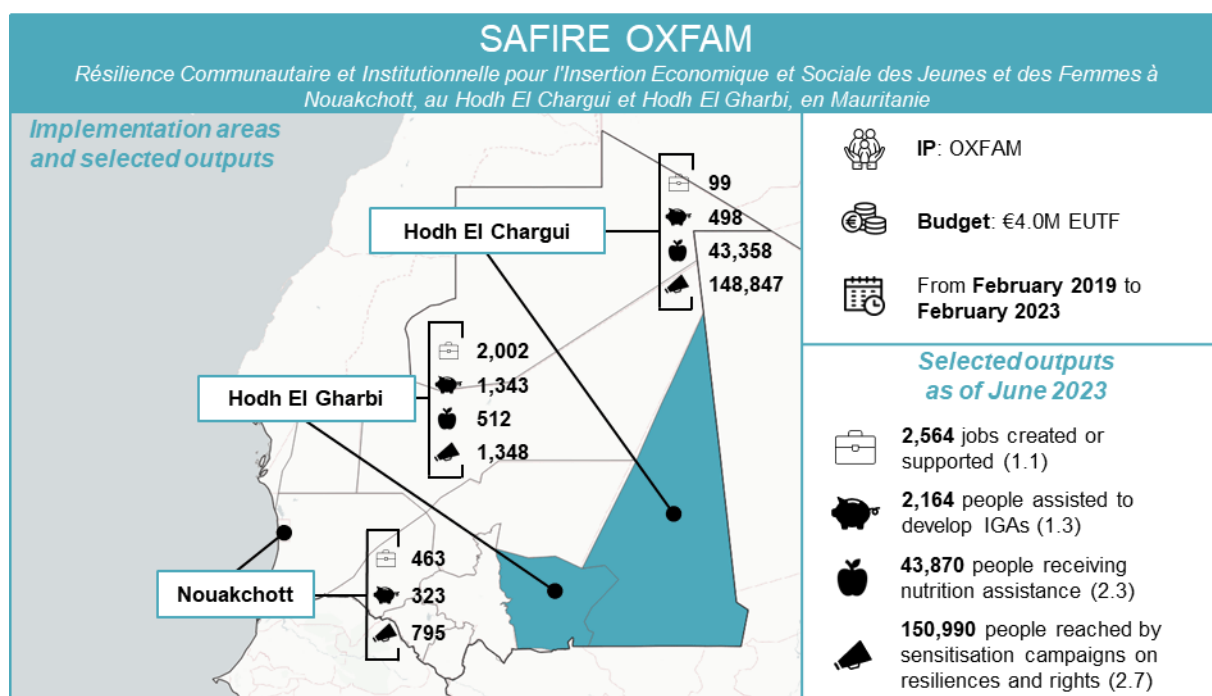 SAFIRE OXFAM
Résilience Communautaire et Institutionnelle pour l'Insertion Economique et Sociale des Jeunes et des Femmes à
Nouakchott, au Hodh El Chargui et Hodh El Gharbi, en Mauritanie
Implementation areas
and selected outputs
Hodh El Chargui
99
498
43,358
148,847
Hodh El Gharbi
2,002
1,343
512
1,348
Nouakchott
463
323
795
IP: OXFAM
Budget: €4.0M EUTF
From February 2019 to
February 2023
Selected outputs
as of June 2023
2,564 jobs created or
supported (1.1)
2,164 people assisted to
develop IGAs (1.3)
43,870 people receiving
nutrition assistance (2.3)
150,990 people reached by
sensitisation campaigns on
resiliences and rights (2.7)